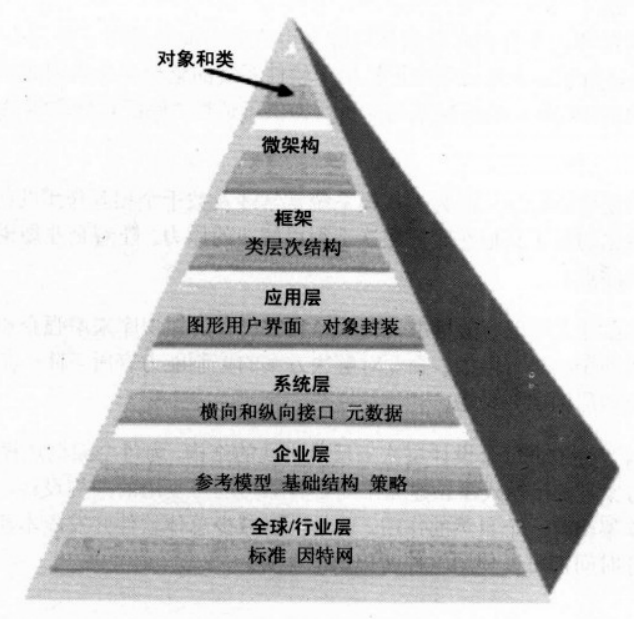 对象和类
微架构
框架
类层次结构
应用层
图形用户界面 对象封装
系统层
横向和纵向接口 元数据
企业层
参考模型 基础结构 策略
全球/行业层
标准 因特网